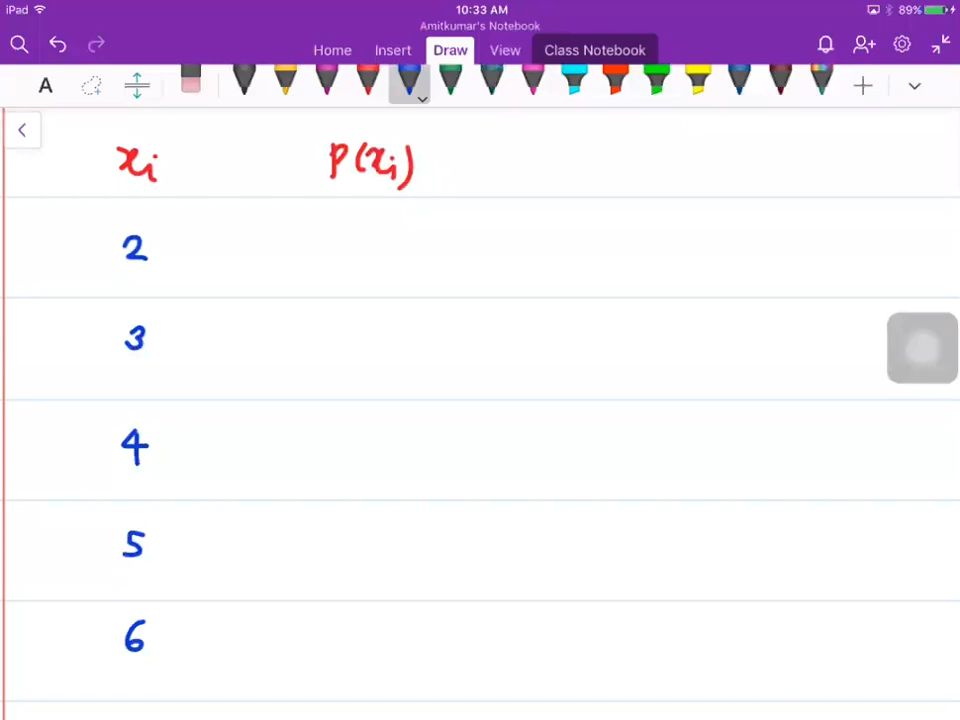 iPad 10:33 AM 89%
Amitkumar's Notebook
Home Insert Draw View Class Notebook
A
xi P(xi)
2
3
4
5
6